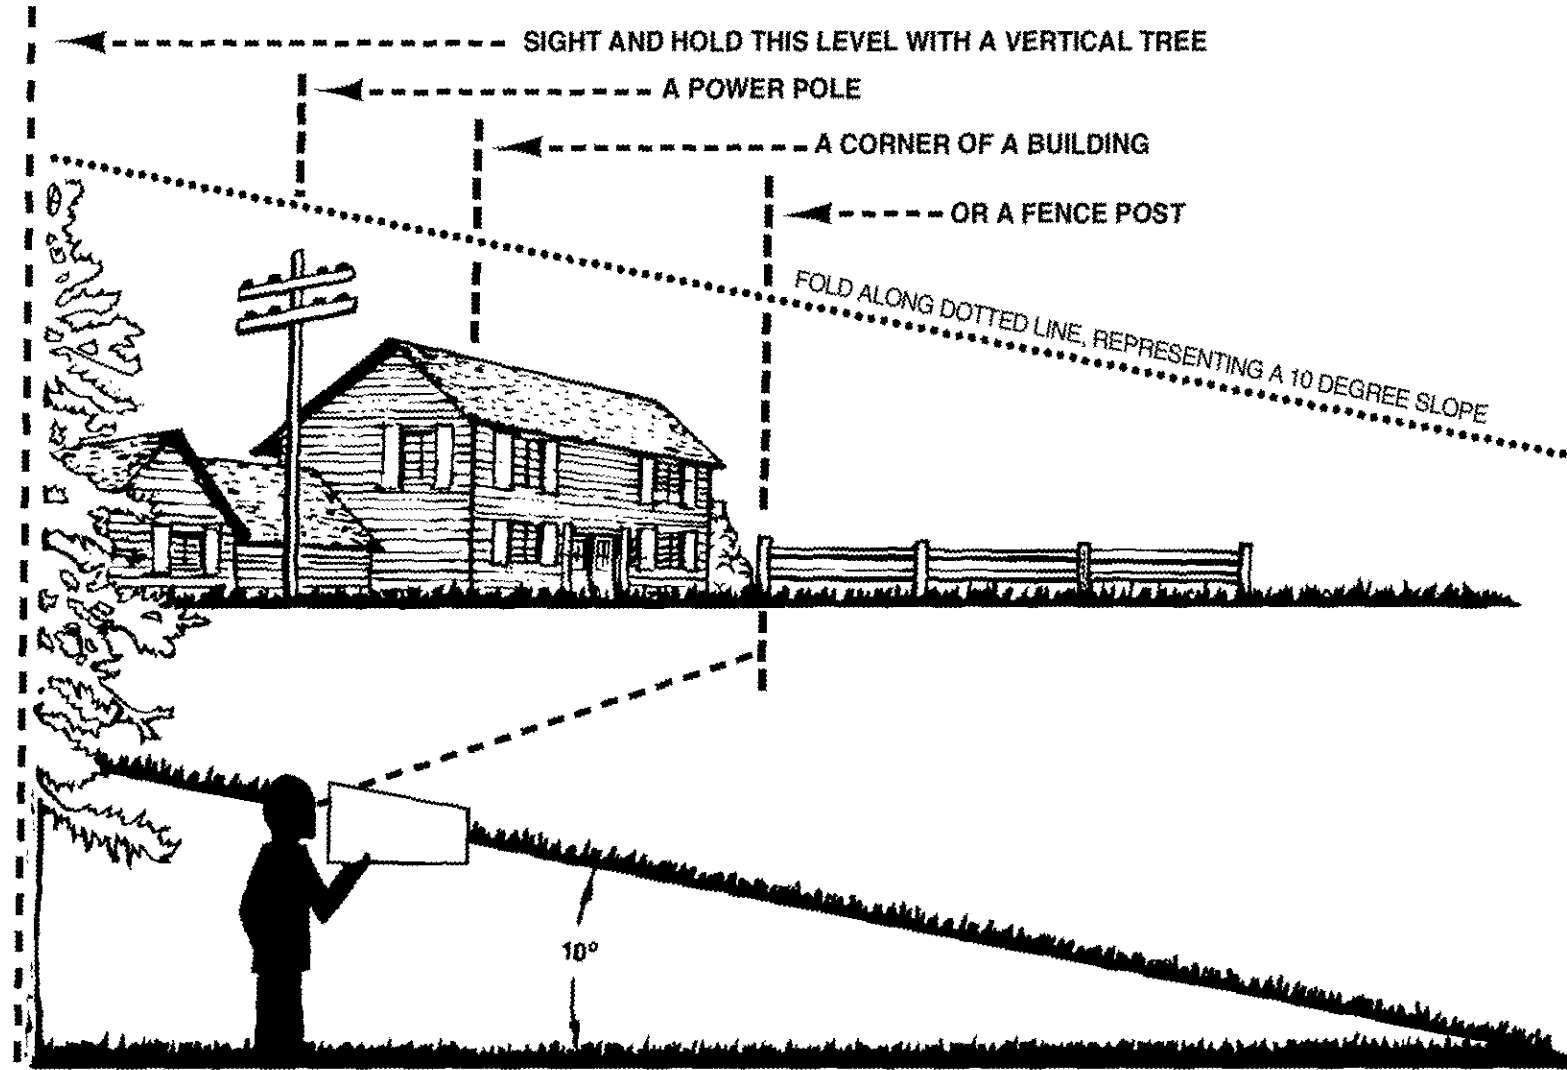 SIGHT AND HOLD THIS LEVEL WITH A VERTICAL TREE
A POWER POLE
A CORNER OF A BUILDING
OR A FENCE POST
FOLD ALONG DOTTED LINE, REPRESENTING A 10 DEGREE SLOPE
10°